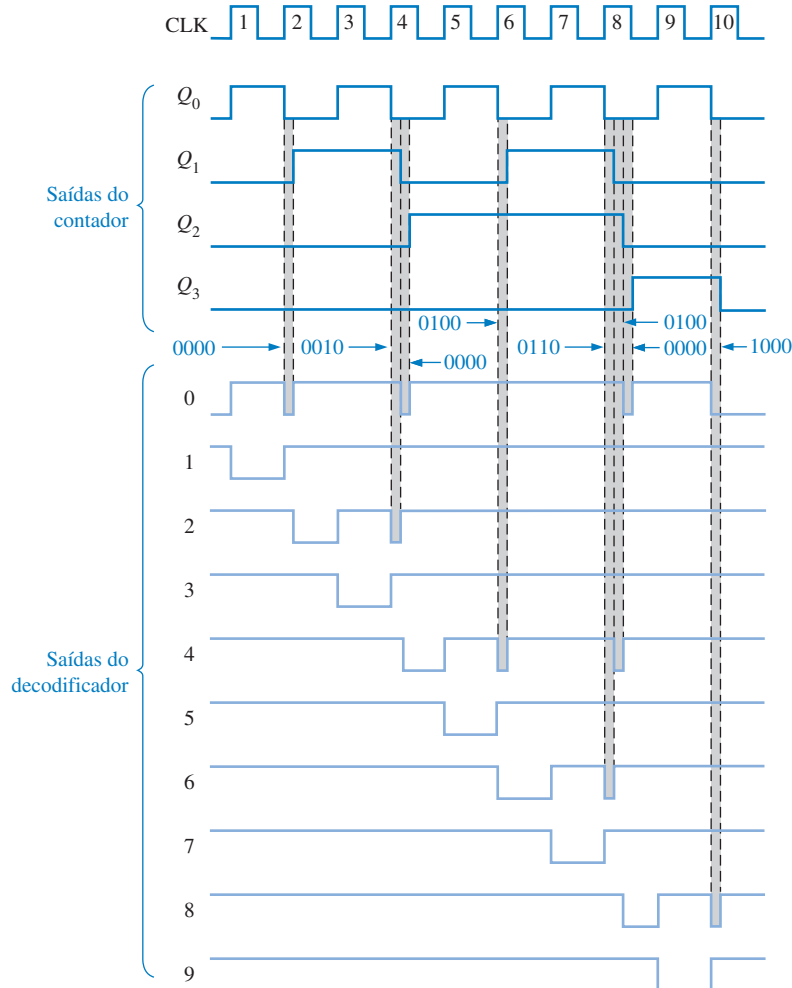 CLK 1 2 3 4 5 6 7 8 9 10
Q0
Q1
Saídas do
contador
Q2
Q3
0100 0100
0000 0010 0000 0110 0000 1000
0
1
2
3
4
Saídas do
decodificador
5
6
7
8
9